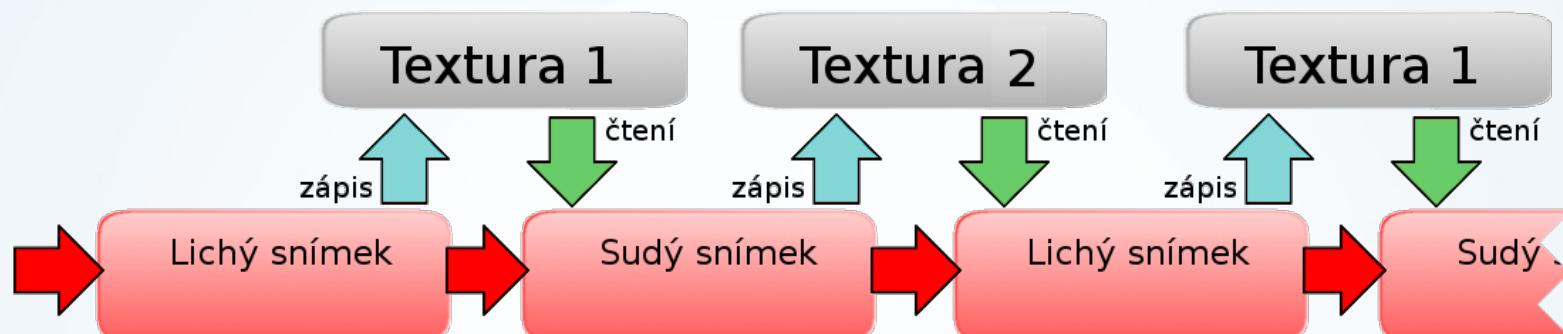 Textura 1
Textura 2
Textura 1
čtení
čtení
čtení
zápis
zápis
zápis
Lichý snímek
Sudý snímek
Lichý snímek
Sudý